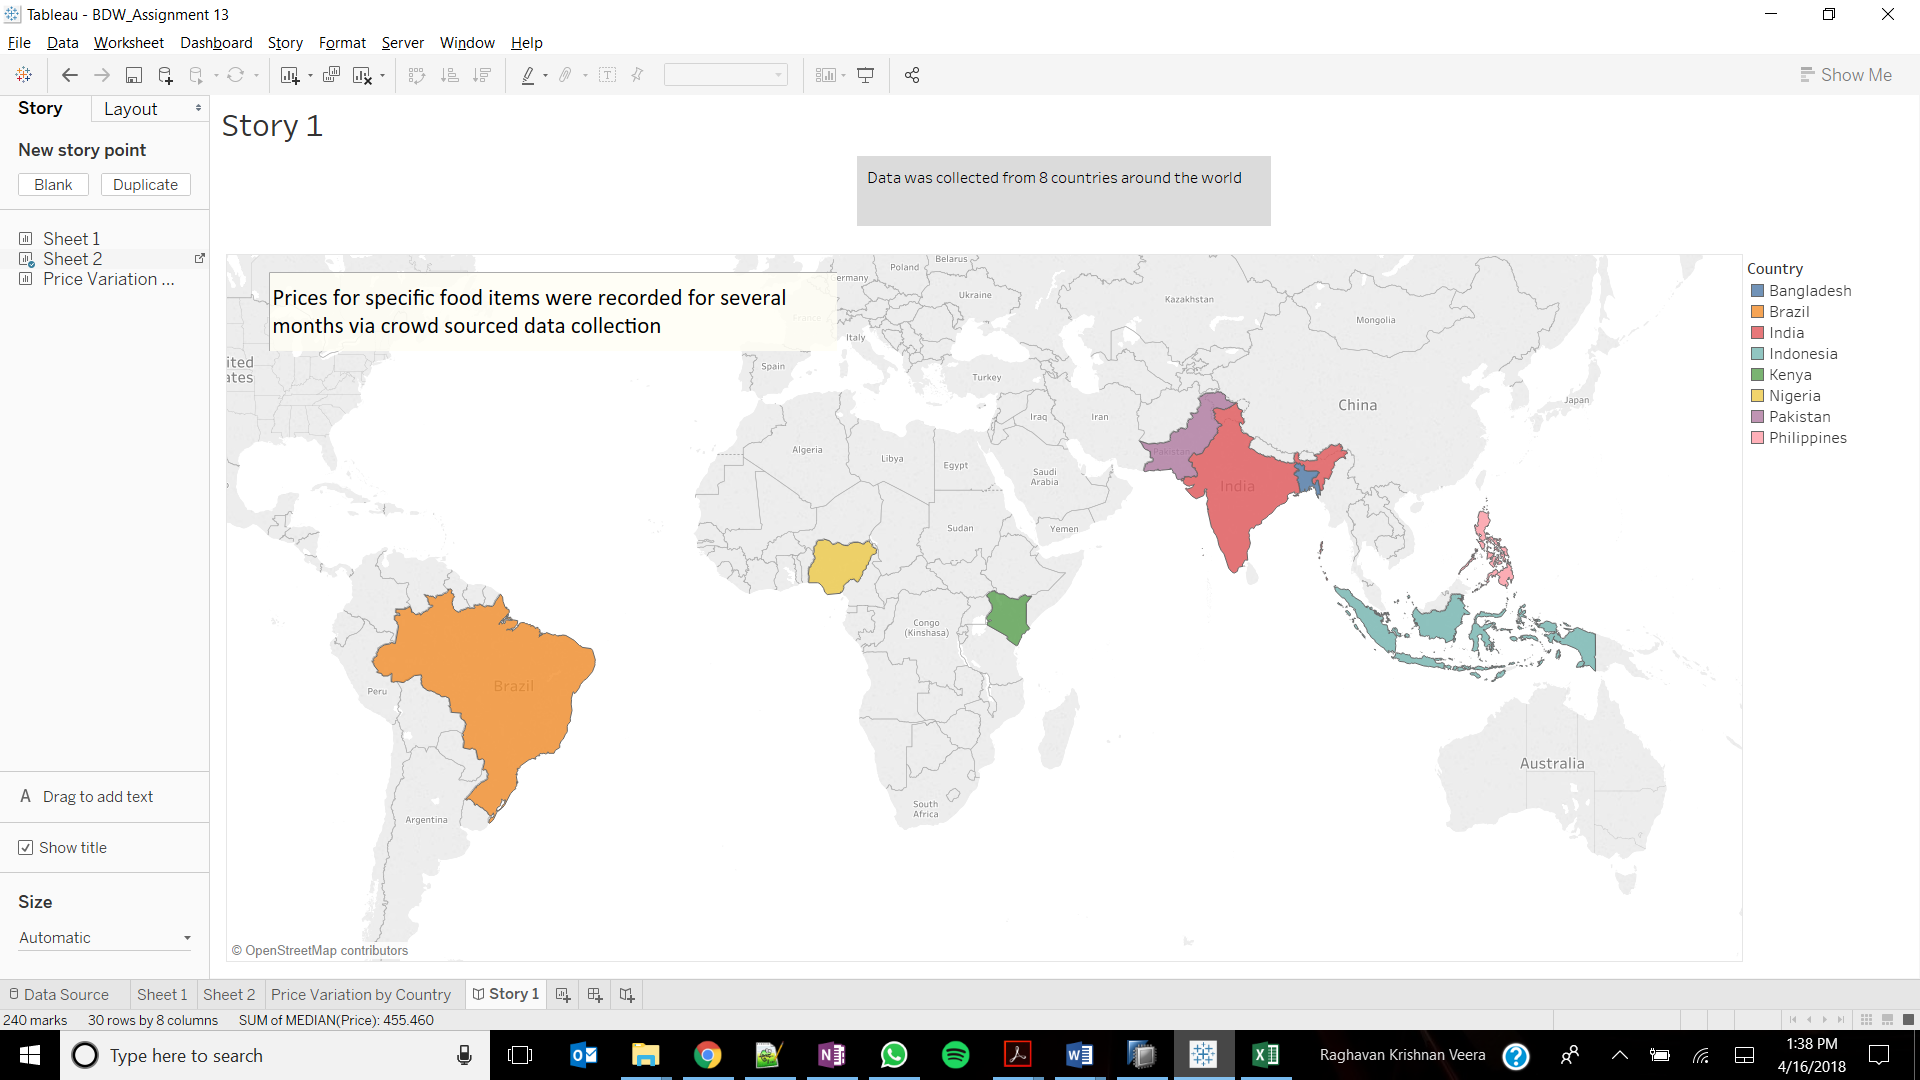 Tableau - BDW_Assignment 13
File Data Worksheet Dashboard Story Format Server Window Help
Show Me
Story Layout
New story point
Blank Duplicate
Sheet 1
Sheet 2
Price Variation ...
A Drag to add text
Show title
Size
Automatic
Story 1
Data was collected from 8 countries around the world
Prices for specific food items were recorded for several
months via crowd sourced data collection
Belarus
Poland
ermany
Ukraine
Kazakhstan
Mongolia
France
Italy
ited
ates
Spain
Turkey
Japan
China
Iraq
Iran
Algeria
Libya
Egypt
Pakistan
Saudi
Arabia
India
Sudan
Yemen
Congo
(Kinshasa)
Brazil
Peru
Australia
South
Africa
Argentina
© OpenStreetMap contributors
Country
Bangladesh
Brazil
India
Indonesia
Kenya
Nigeria
Pakistan
Philippines
Data Source Sheet 1 Sheet 2 Price Variation by Country Story 1
240 marks 30 rows by 8 columns SUM of MEDIAN(Price): 455.460
Type here to search
Raghavan Krishnan Veera
1:38 PM
4/16/2018